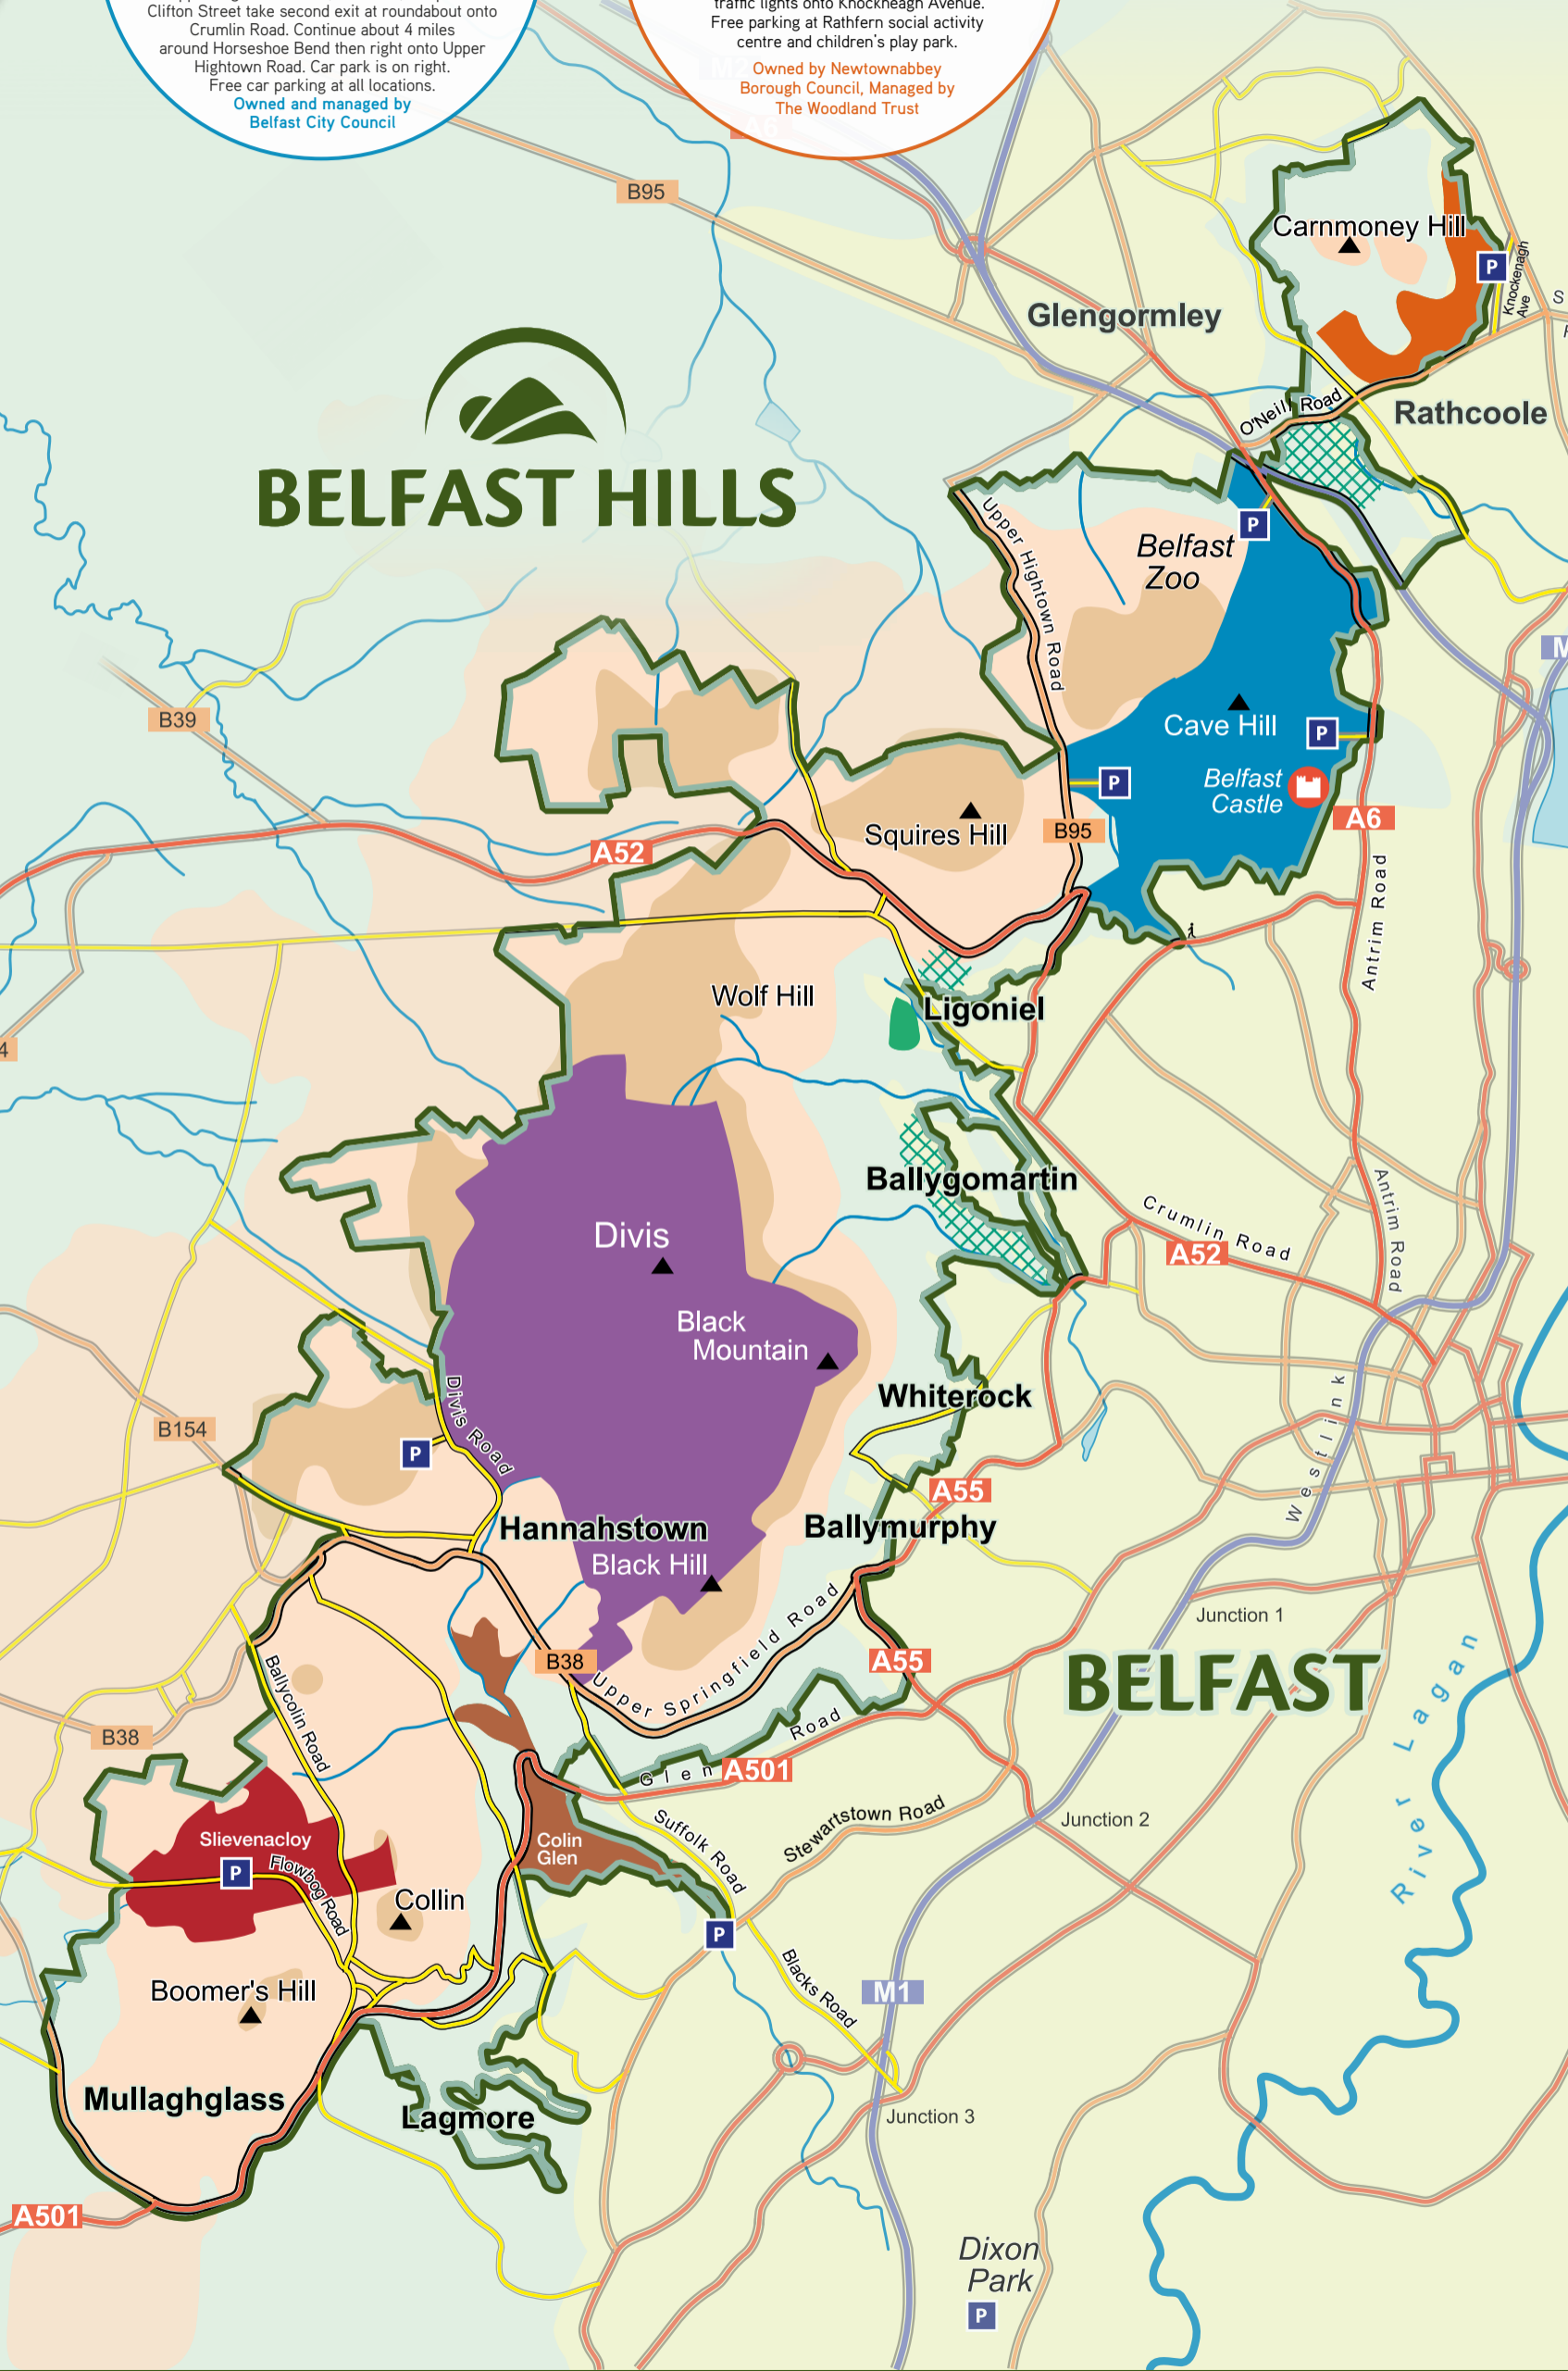 Clifton Street take second exit at roundabout onto
Crumlin Road. Continue about 4 miles
around Horseshoe Bend then right onto Upper
Hightown Road. Car park is on right.
Free car parking at all locations.
Owned and managed by
Belfast City Council
traffic lights onto Knockneagh Avenue.
Free parking at Rathfern social activity
centre and children's play park.
Owned by Newtownabbey
Borough Council, Managed by
The Woodland Trust
M2
A6
B95
Carnmoney Hill
P
Knockenagh
Ave
Glengormley
O'Neill Road
Rathcoole
BELFAST HILLS
Upper Hightown Road
Belfast
Zoo
P
B39
Cave Hill
P
P
Belfast
Castle
Squires Hill
B95
A6
A52
Antrim Road
Wolf Hill
Ligoniel
4
Ballygomartin
Antrim Road
Crumlin Road
A52
Divis
Black
Mountain
Divis Road
Whiterock
Westlink
B154
P
A55
Hannahstown
Ballymurphy
Black Hill
Junction 1
B38
Upper Springfield Road
A55
BELFAST
River Lagan
Ballycolin Road
B38
Glen Road
A501
Stewartstown Road
Junction 2
Suffolk Road
Slievenacloy
P
Flowbog Road
Colin
Glen
Collin
P
Blacks Road
M1
Boomer's Hill
Mullaghglass
Lagmore
Junction 3
A501
Dixon
Park
P